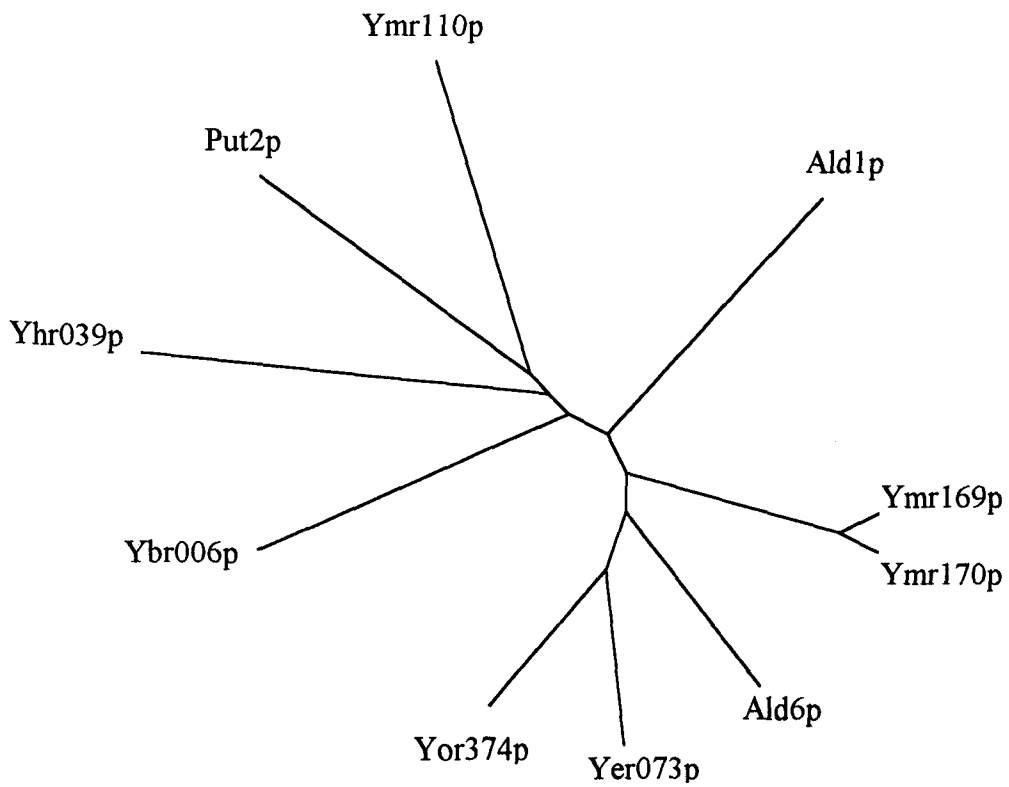 Ymr110p
Put2p
Ald1p
Yhr039p
Ymr169p
Ybr006p
Ymr170p
Ald6p
Yor374p
Yer073p